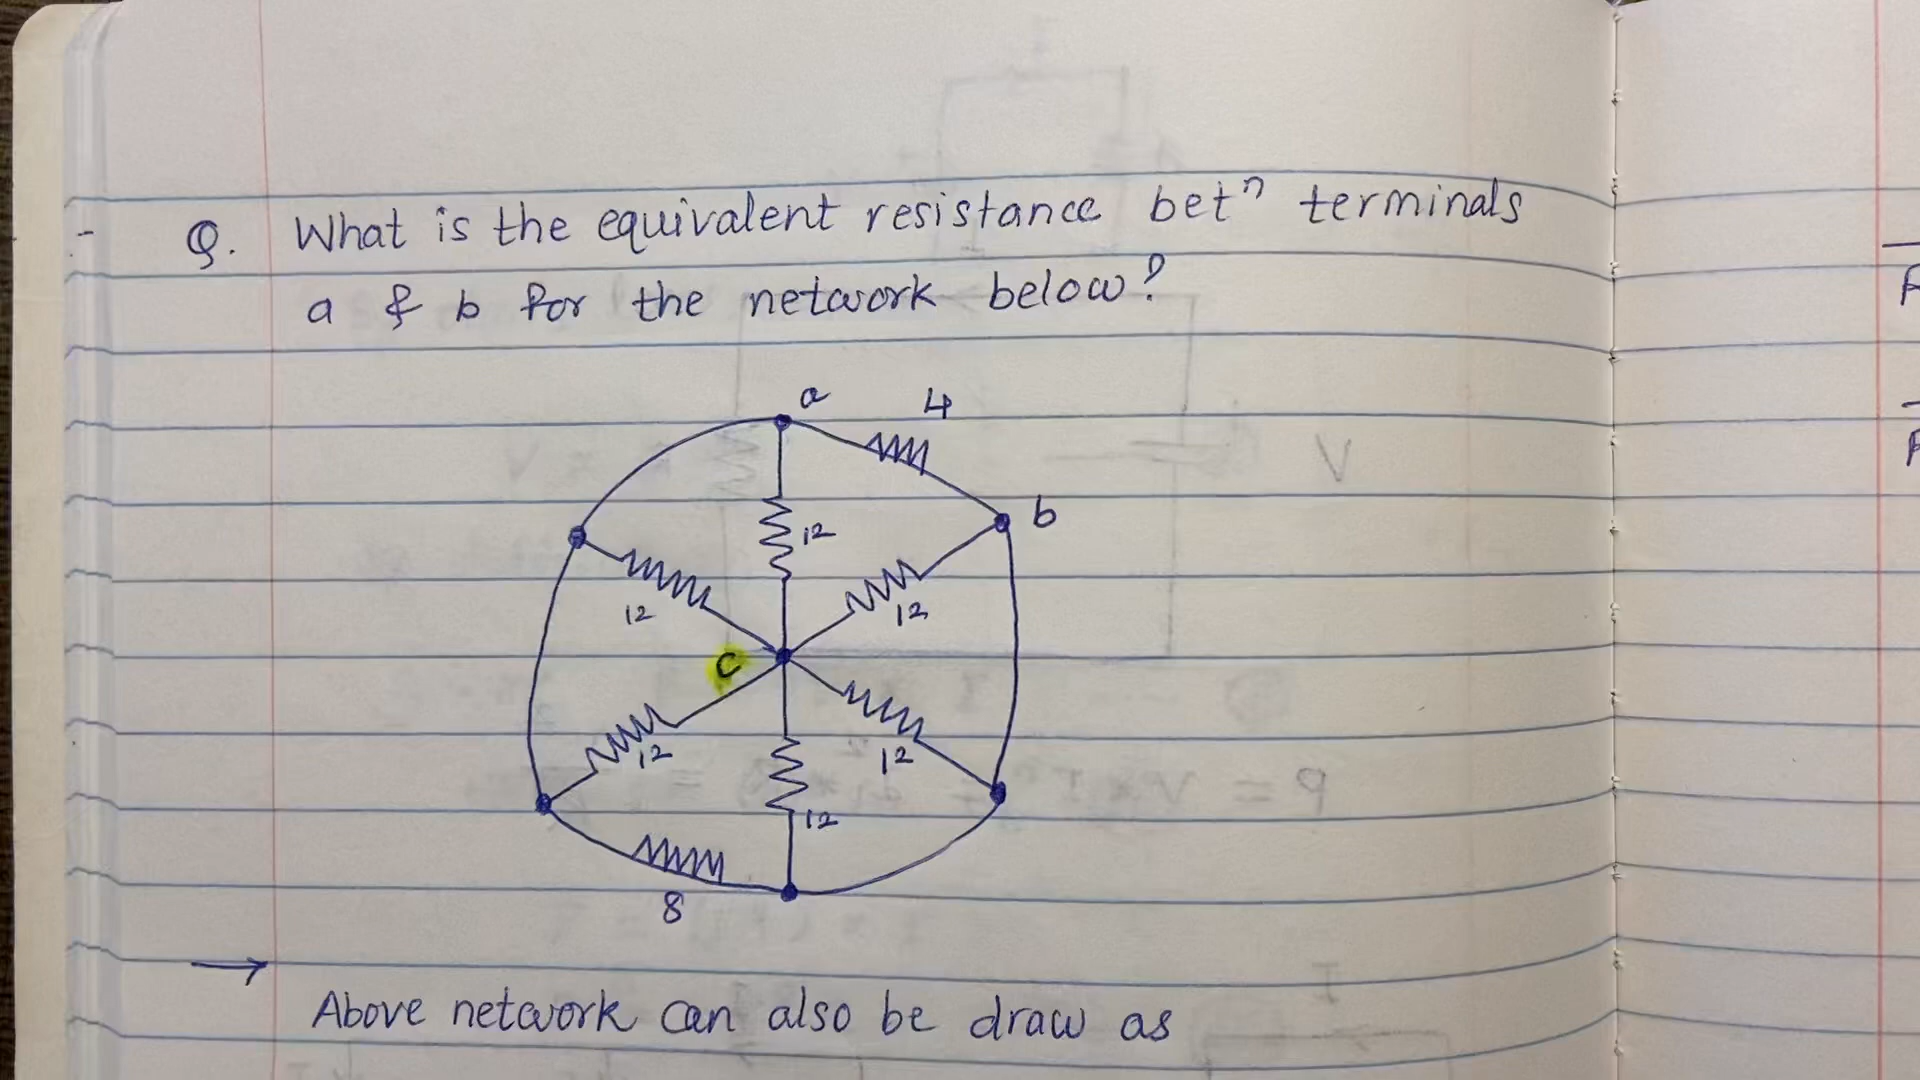 Q. What is the equivalent resistance betⁿ terminals
a & b for the network below?
a
4
b
12
12
12
C
12
12
12
8
→
Above network can also be draw as